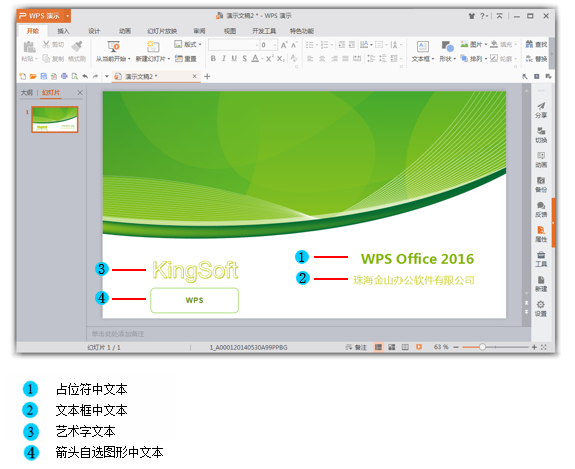 WPS 演示
演示文稿2 * - WPS 演示
开始 插入 设计 动画 幻灯片放映 审阅 视图 开发工具 特色功能
粘贴 剪切 复制 格式刷 从当前开始 新建幻灯片 版式 重置 0 B I U S A X² X₂ 文本框 形状 图片 排列 填充 轮廓 查找 替换
演示文稿2 *
大纲 幻灯片
1
分享
切换
动画
备份
反馈
属性
工具
新建
设置
1 WPS Office 2016
2 珠海金山办公软件有限公司
3 KingSoft
4 WPS
单击此处添加备注
幻灯片 1 / 1 1_A000120140530A99PPBG 备注 63 %
1 占位符中文本
2 文本框中文本
3 艺术字文本
4 箭头自选图形中文本